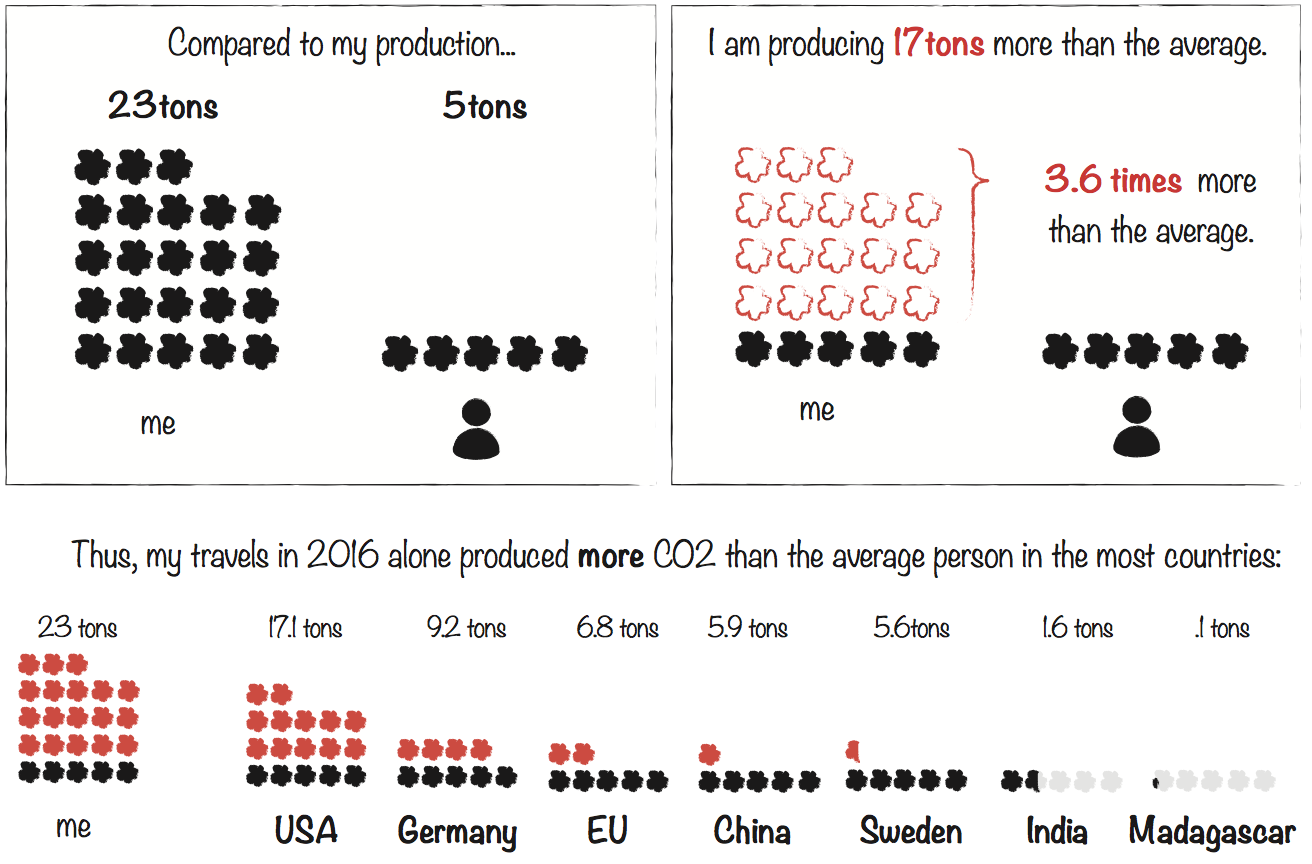 Compared to my production...
23tons
5tons
me
I am producing 17tons more than the average.
3.6 times more
than the average.
me
Thus, my travels in 2016 alone produced more CO2 than the average person in the most countries:
23 tons
17.1 tons
9.2 tons
6.8 tons
5.9 tons
5.6tons
1.6 tons
.1 tons
me
USA
Germany
EU
China
Sweden
India
Madagascar